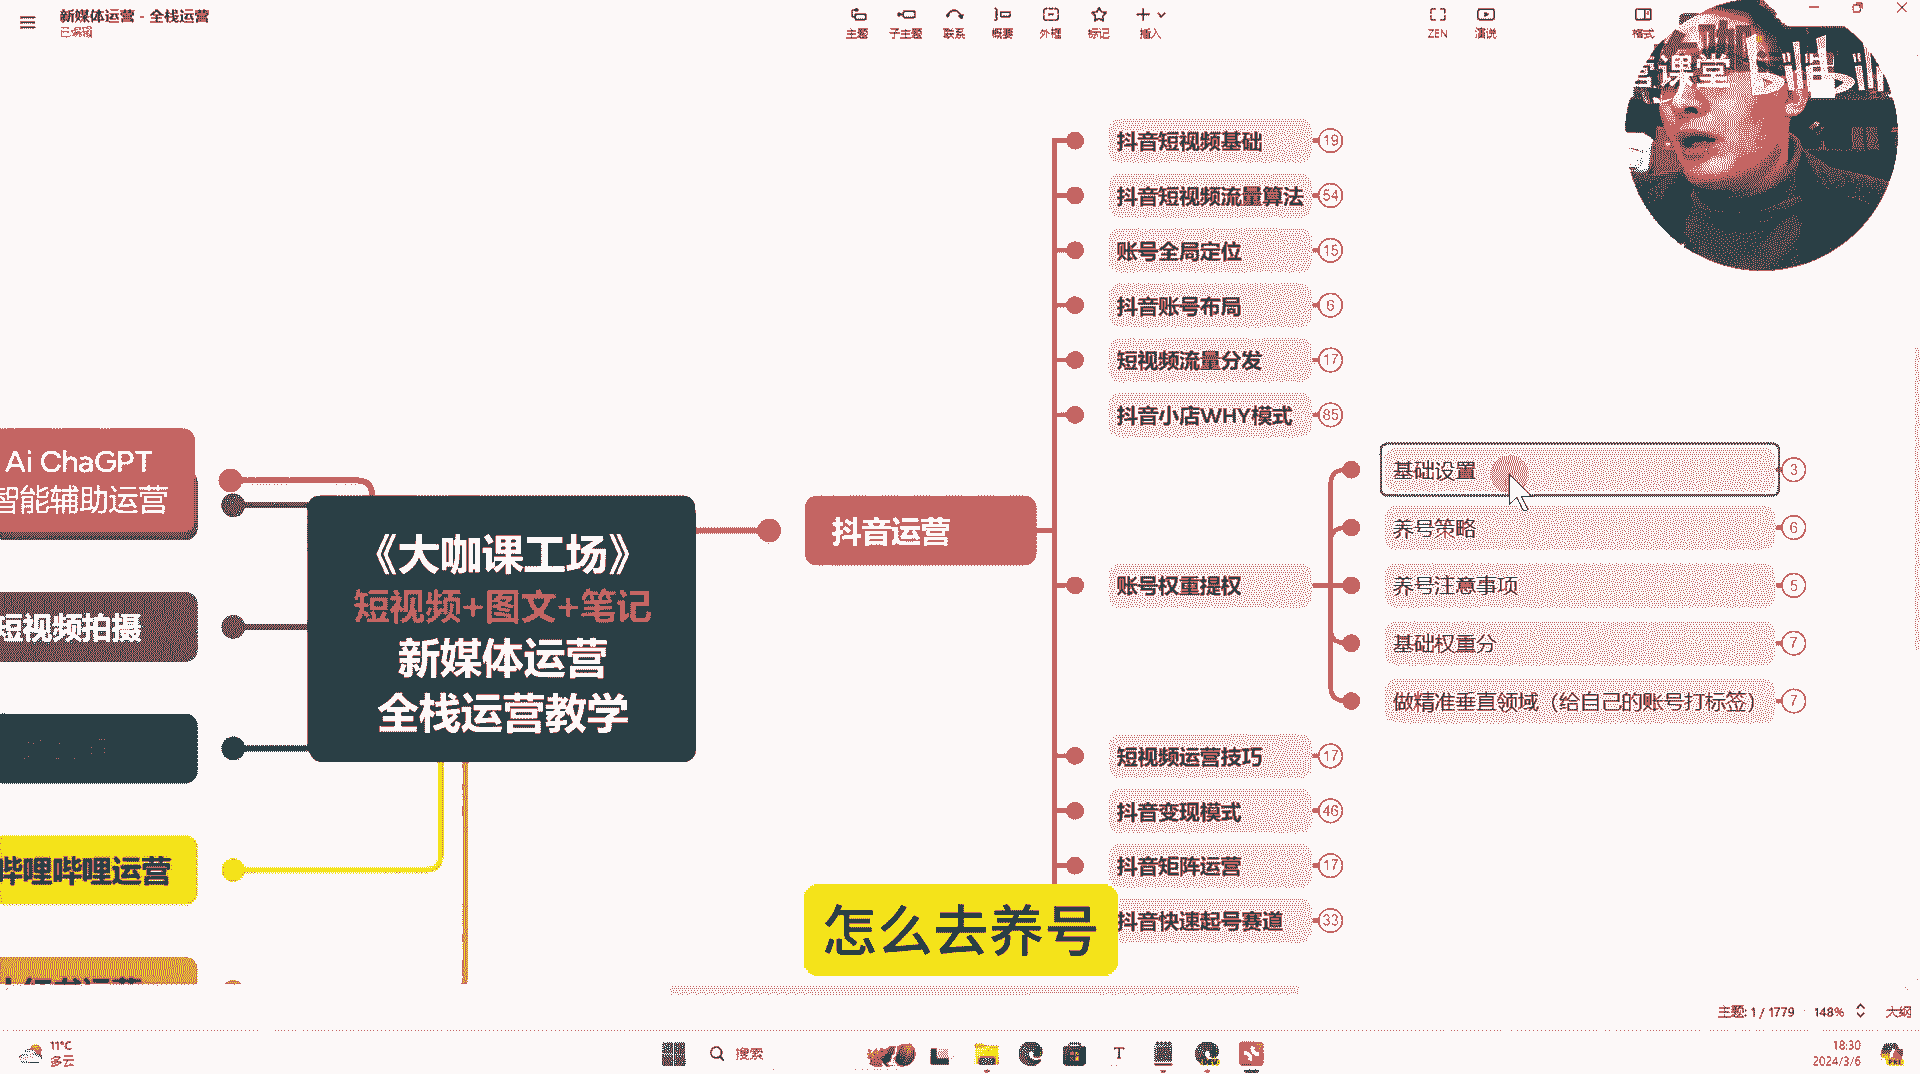 新媒体运营 - 全栈运营
已编辑
主题
子主题
联系
概要
外框
标记
插入
ZEN
演说
格式
课堂
抖音短视频基础 19
抖音短视频流量算法 54
账号全局定位 15
抖音账号布局 6
短视频流量分发 17
抖音小店WHY模式 85
Ai ChaGPT
智能辅助运营
基础设置 3
养号策略 6
抖音运营
《大咖课工场》
短视频+图文+笔记
新媒体运营
全栈运营教学
账号权重提权
养号注意事项 5
短视频拍摄
基础权重分 7
做精准垂直领域（给自己的账号打标签） 7
短视频运营技巧 17
抖音变现模式 46
哔哩哔哩运营
抖音矩阵运营 17
怎么去养号
抖音快速起号赛道 33
主题: 1 / 1779
148%
大纲
11°C
多云
搜索
18:30
2024/3/6